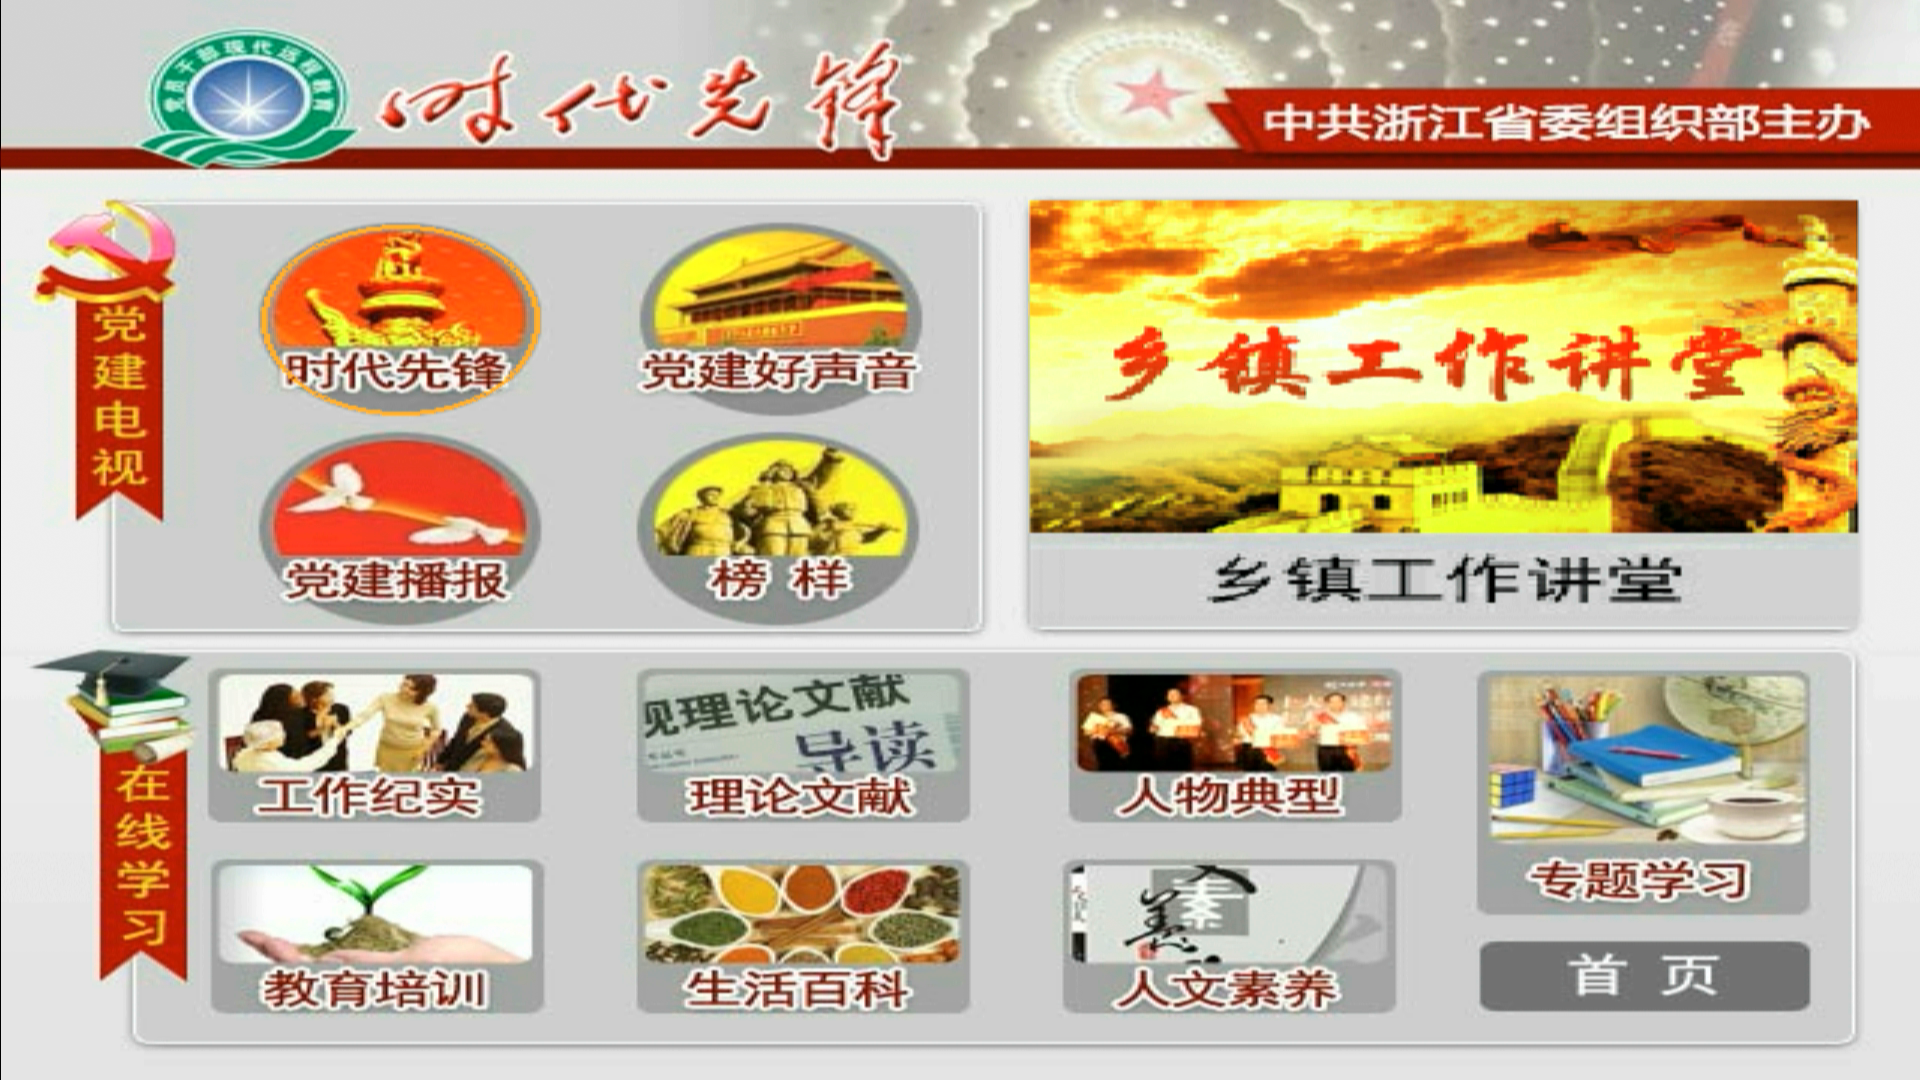 党员干部现代远程教育
时代先锋
中共浙江省委组织部主办
党建电视
时代先锋
党建好声音
党建播报
榜 样
乡镇工作讲堂
乡镇工作讲堂
在线学习
理论文献
导读
工作纪实
理论文献
人物典型
专题学习
素养
教育培训
生活百科
人文素养
首 页